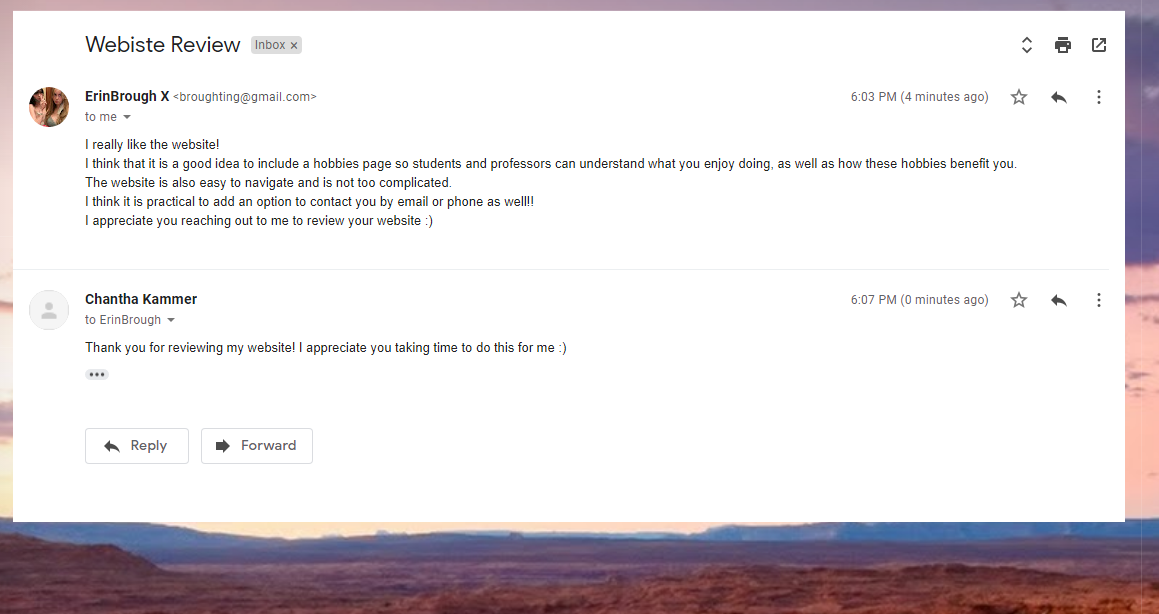 Webiste Review Inbox ×
ErinBrough X <broughting@gmail.com> 6:03 PM (4 minutes ago)
to me
I really like the website!
I think that it is a good idea to include a hobbies page so students and professors can understand what you enjoy doing, as well as how these hobbies benefit you.
The website is also easy to navigate and is not too complicated.
I think it is practical to add an option to contact you by email or phone as well!!
I appreciate you reaching out to me to review your website :)
Chantha Kammer 6:07 PM (0 minutes ago)
to ErinBrough
Thank you for reviewing my website! I appreciate you taking time to do this for me :)
Reply Forward